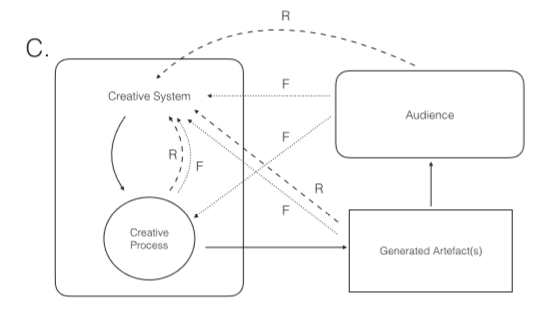 R
C.
Creative System
F
Audience
F
R
F
R
F
Creative
Process
Generated Artefact(s)